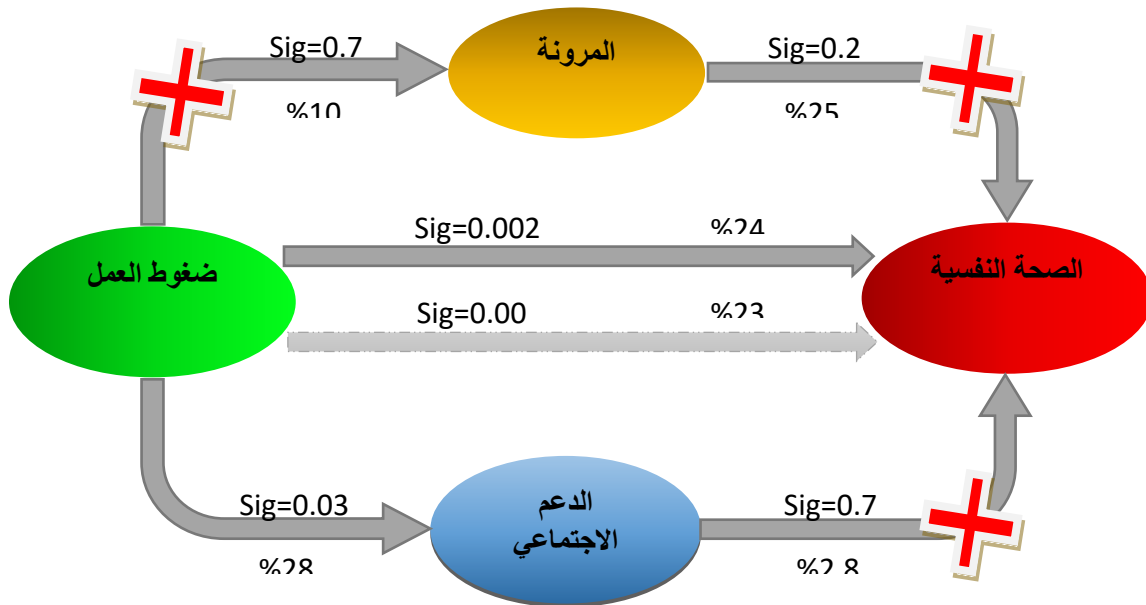 Sig=0.7
المرونة
Sig=0.2
%10
%25
Sig=0.002
%24
ضغوط العمل
الصحة النفسية
Sig=0.00
%23
Sig=0.03
الدعم
الاجتماعي
Sig=0.7
%28
%2.8